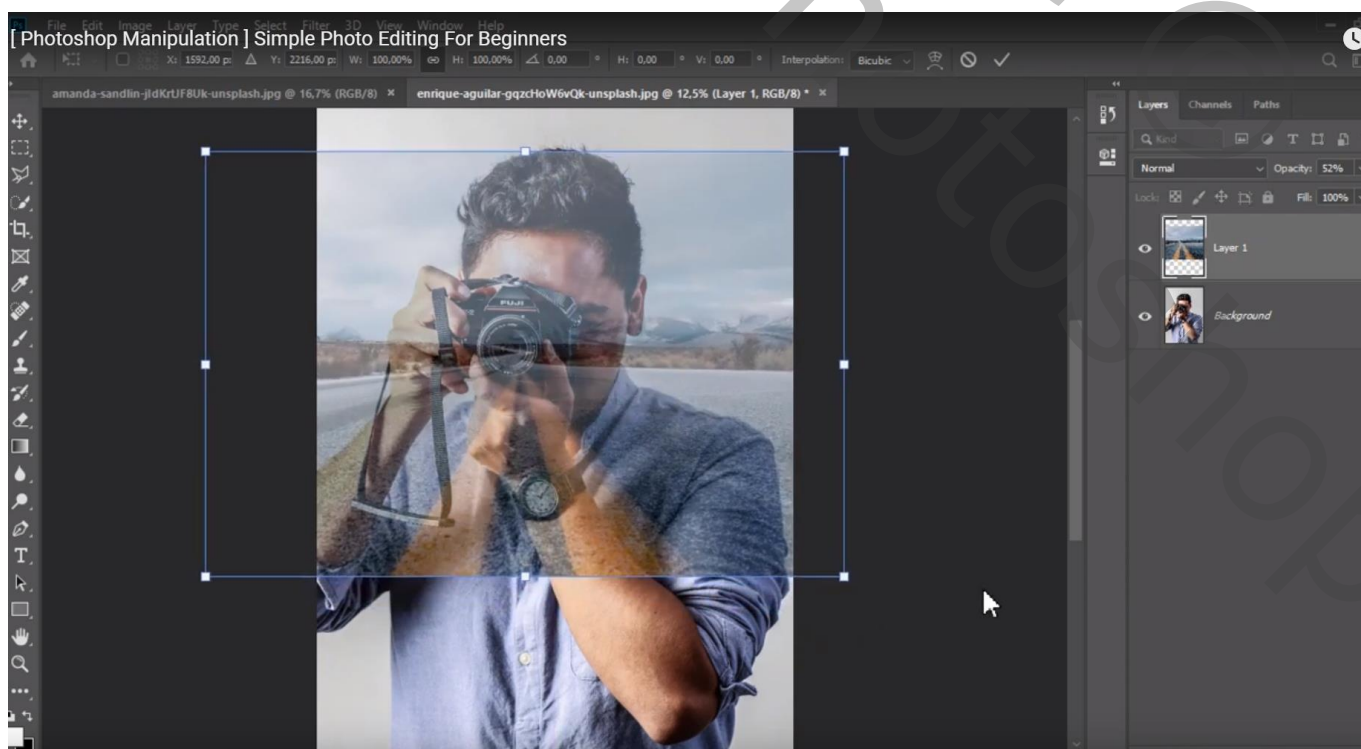 File Edit Image Layer Type Select Filter 3D View Window Help
[ Photoshop Manipulation ] Simple Photo Editing For Beginners
X: 1592,00 p: Y: 2216,00 p: W: 100,00% H: 100,00% 0,00 ° H: 0,00 ° V: 0,00 ° Interpolation: Bicubic
amanda-sandlin-jIdKrtUF8Uk-unsplash.jpg @ 16,7% (RGB/8) × enrique-aguilar-gqzcHoW6vQk-unsplash.jpg @ 12,5% (Layer 1, RGB/8) * ×
Layers Channels Paths
Kind
Normal Opacity: 52%
Lock: Fill: 100%
Layer 1
Background
FUJI